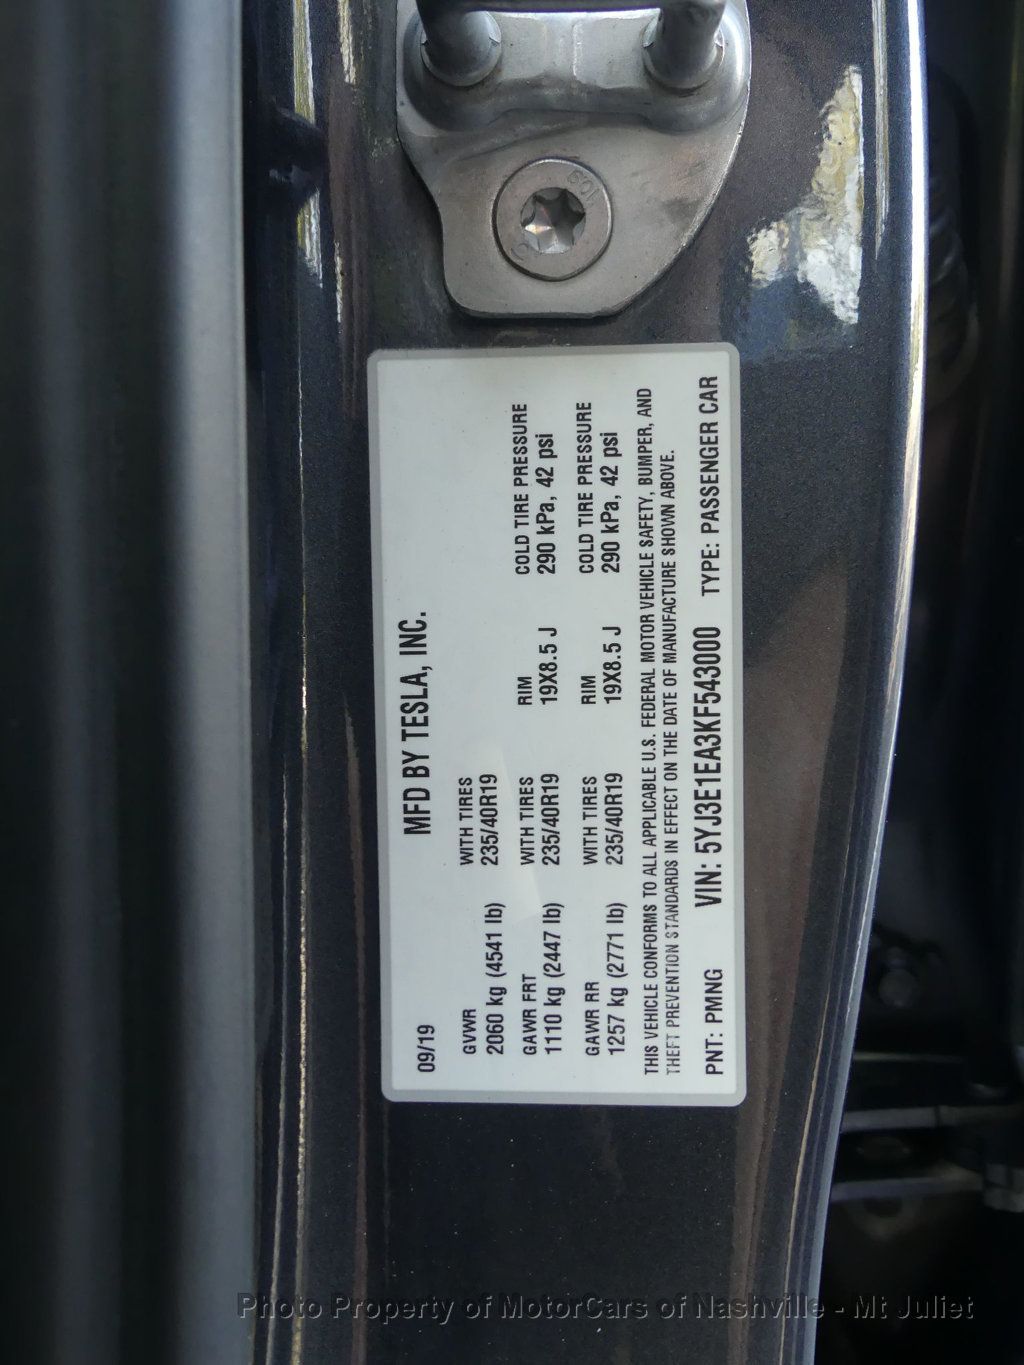 09/19 MFD BY TESLA, INC.
GVWR WITH TIRES
2060 kg (4541 lb) 235/40R19
GAWR FRT WITH TIRES RIM COLD TIRE PRESSURE
1110 kg (2447 lb) 235/40R19 19X8.5 J 290 kPa, 42 psi
GAWR RR WITH TIRES RIM COLD TIRE PRESSURE
1257 kg (2771 lb) 235/40R19 19X8.5 J 290 kPa, 42 psi
THIS VEHICLE CONFORMS TO ALL APPLICABLE U.S. FEDERAL MOTOR VEHICLE SAFETY, BUMPER, AND
THEFT PREVENTION STANDARDS IN EFFECT ON THE DATE OF MANUFACTURE SHOWN ABOVE.
PNT: PMNG VIN: 5YJ3E1EA3KF543000 TYPE: PASSENGER CAR
Photo Property of MotorCars of Nashville - Mt Juliet